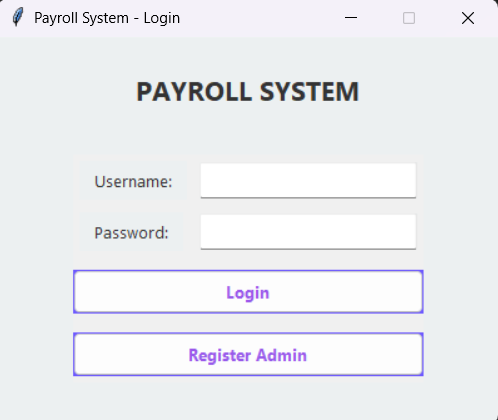 Payroll System - Login
PAYROLL SYSTEM
Username:
Password:
Login
Register Admin